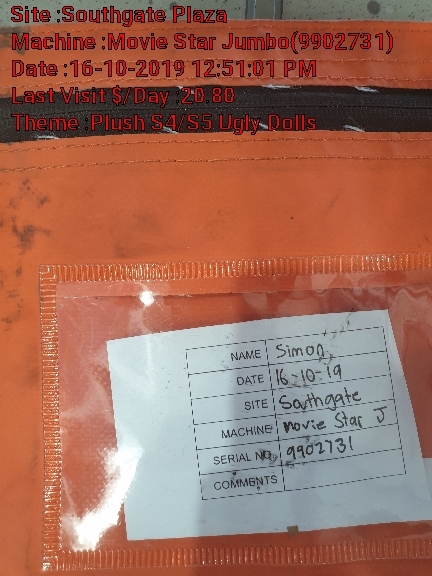 Site :Southgate Plaza
Machine :Movie Star Jumbo(9902731)
Date :16-10-2019 12:51:01 PM
Last Visit $/Day :20.80
Theme :Plush S4/S5 Ugly Dolls
NAME Simon
DATE 16-10-19
SITE Southgate
MACHINE movie Star J
SERIAL NO. 9902731
COMMENTS